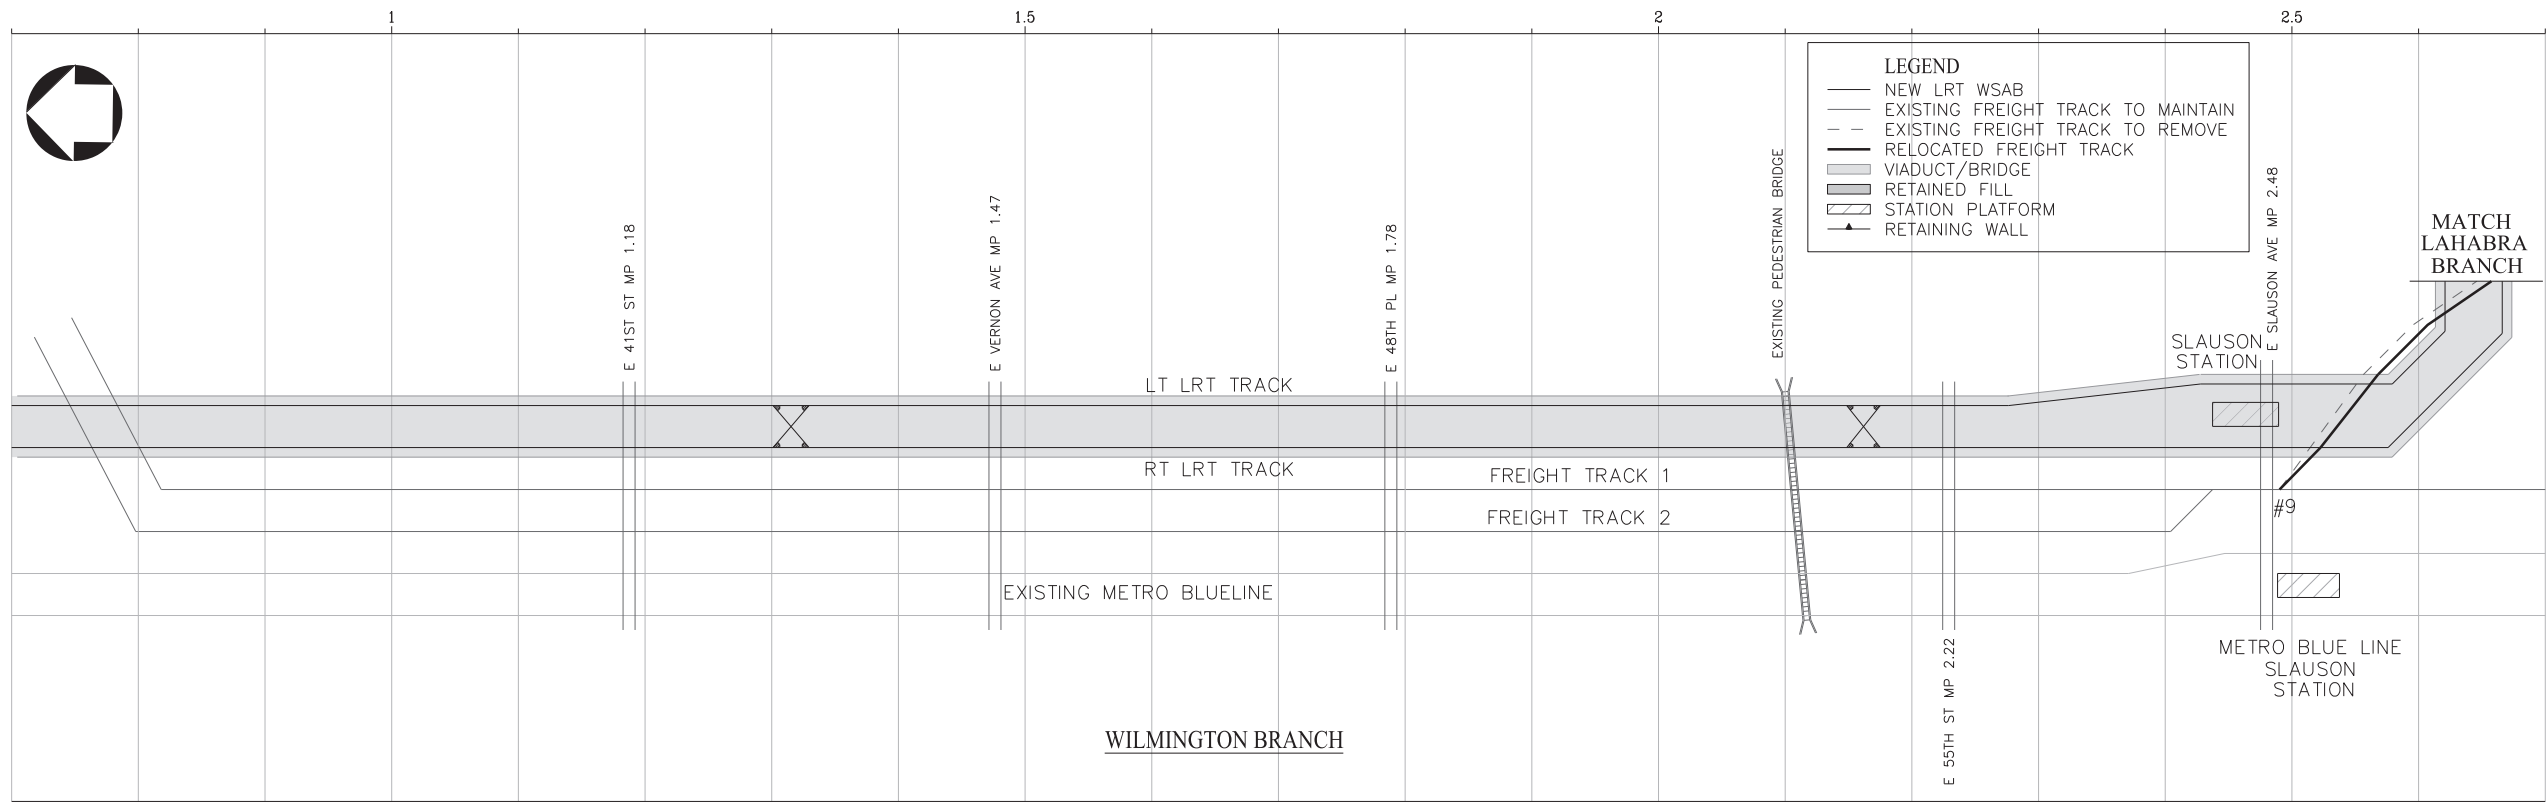 1
1.5
2
2.5
LEGEND
NEW LRT WSAB
EXISTING FREIGHT TRACK TO MAINTAIN
EXISTING FREIGHT TRACK TO REMOVE
RELOCATED FREIGHT TRACK
VIADUCT/BRIDGE
RETAINED FILL
STATION PLATFORM
RETAINING WALL
E 41ST ST MP 1.18
E VERNON AVE MP 1.47
E 48TH PL MP 1.78
EXISTING PEDESTRIAN BRIDGE
E SLAUSON AVE MP 2.48
MATCH
LAHABRA
BRANCH
SLAUSON
STATION
LT LRT TRACK
RT LRT TRACK
FREIGHT TRACK 1
FREIGHT TRACK 2
#9
EXISTING METRO BLUELINE
E 55TH ST MP 2.22
METRO BLUE LINE
SLAUSON
STATION
WILMINGTON BRANCH